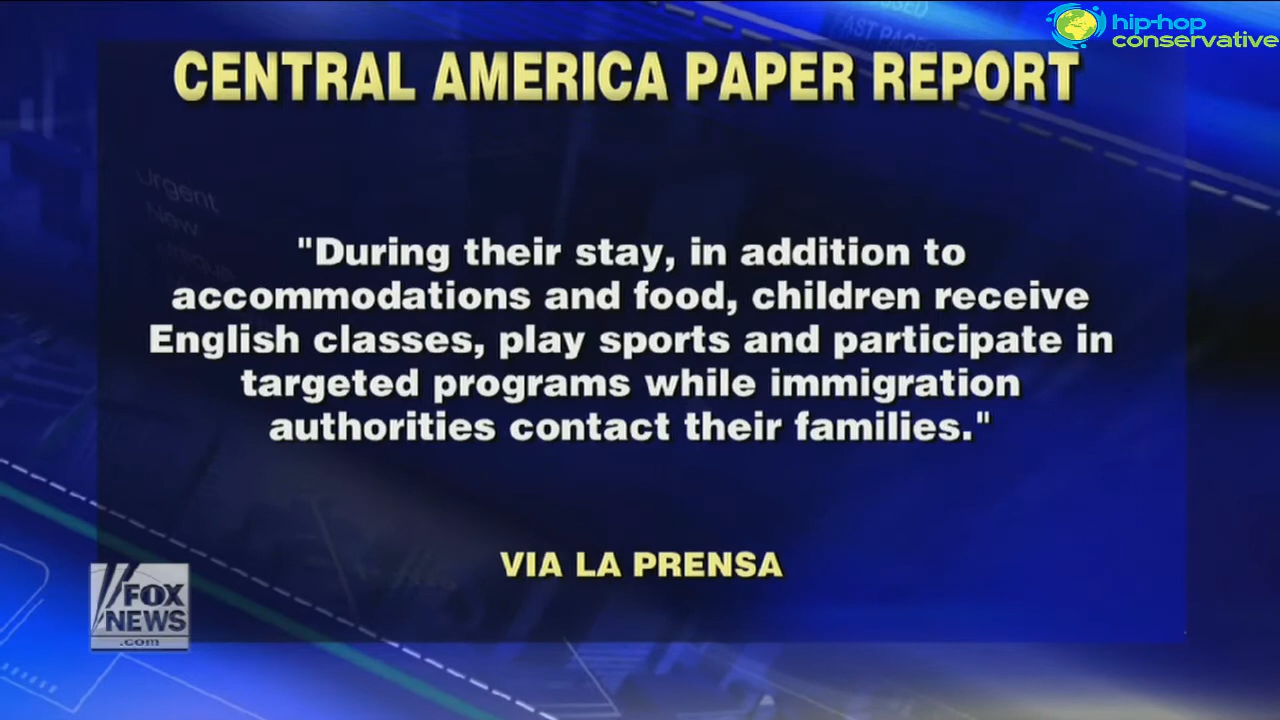 hip-hop
conservative
CENTRAL AMERICA PAPER REPORT
Urgent
New
"During their stay, in addition to
accommodations and food, children receive
English classes, play sports and participate in
targeted programs while immigration
authorities contact their families."
VIA LA PRENSA
FOX
NEWS
.com